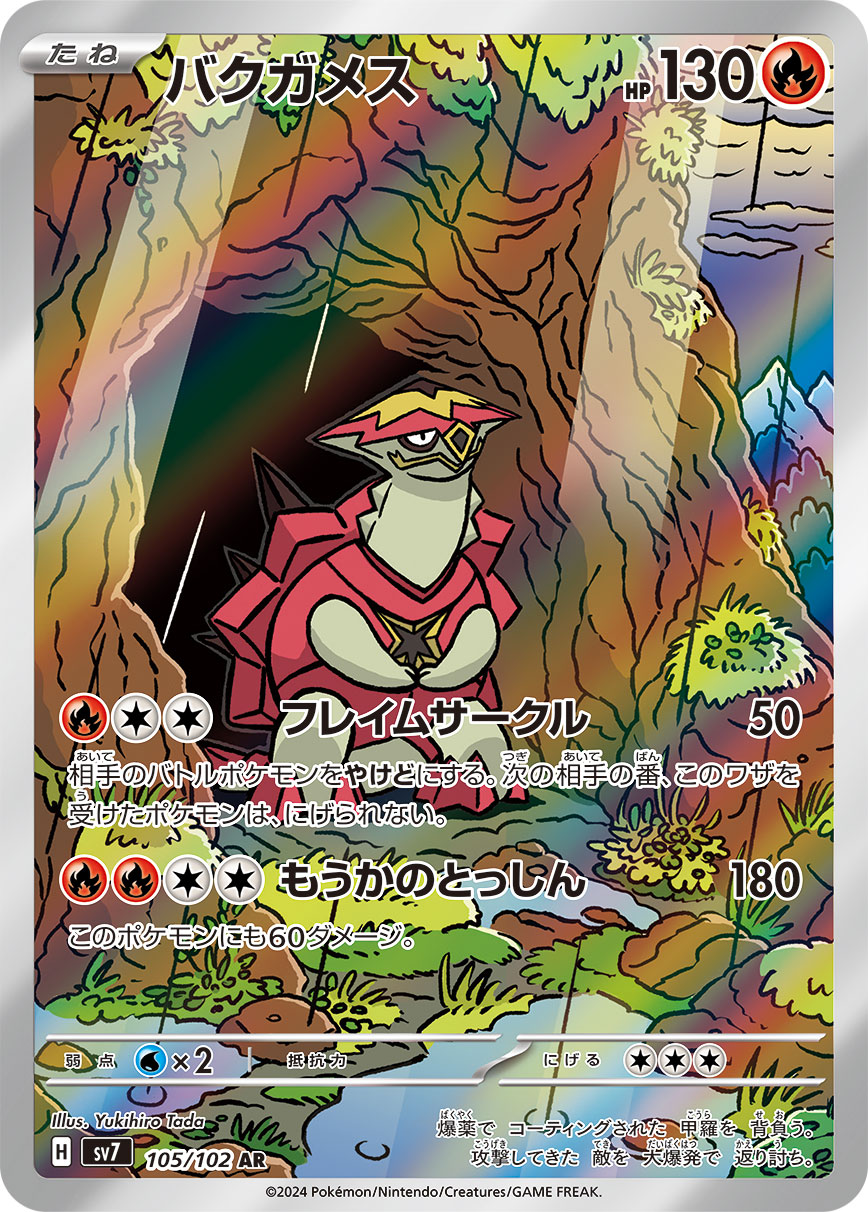 たね バクガメス HP 130
フレイムサークル 50
相手のバトルポケモンをやけどにする。次の相手の番、このワザを
受けたポケモンは、にげられない。
もうかのとっしん 180
このポケモンにも60ダメージ。
弱点 ×2 抵抗力 にげる
Illus. Yukihiro Tada
爆薬で コーティングされた 甲羅を 背負う。
攻撃してきた 敵を 大爆発で 返り討ち。
H sv7 105/102 AR
©2024 Pokémon/Nintendo/Creatures/GAME FREAK.